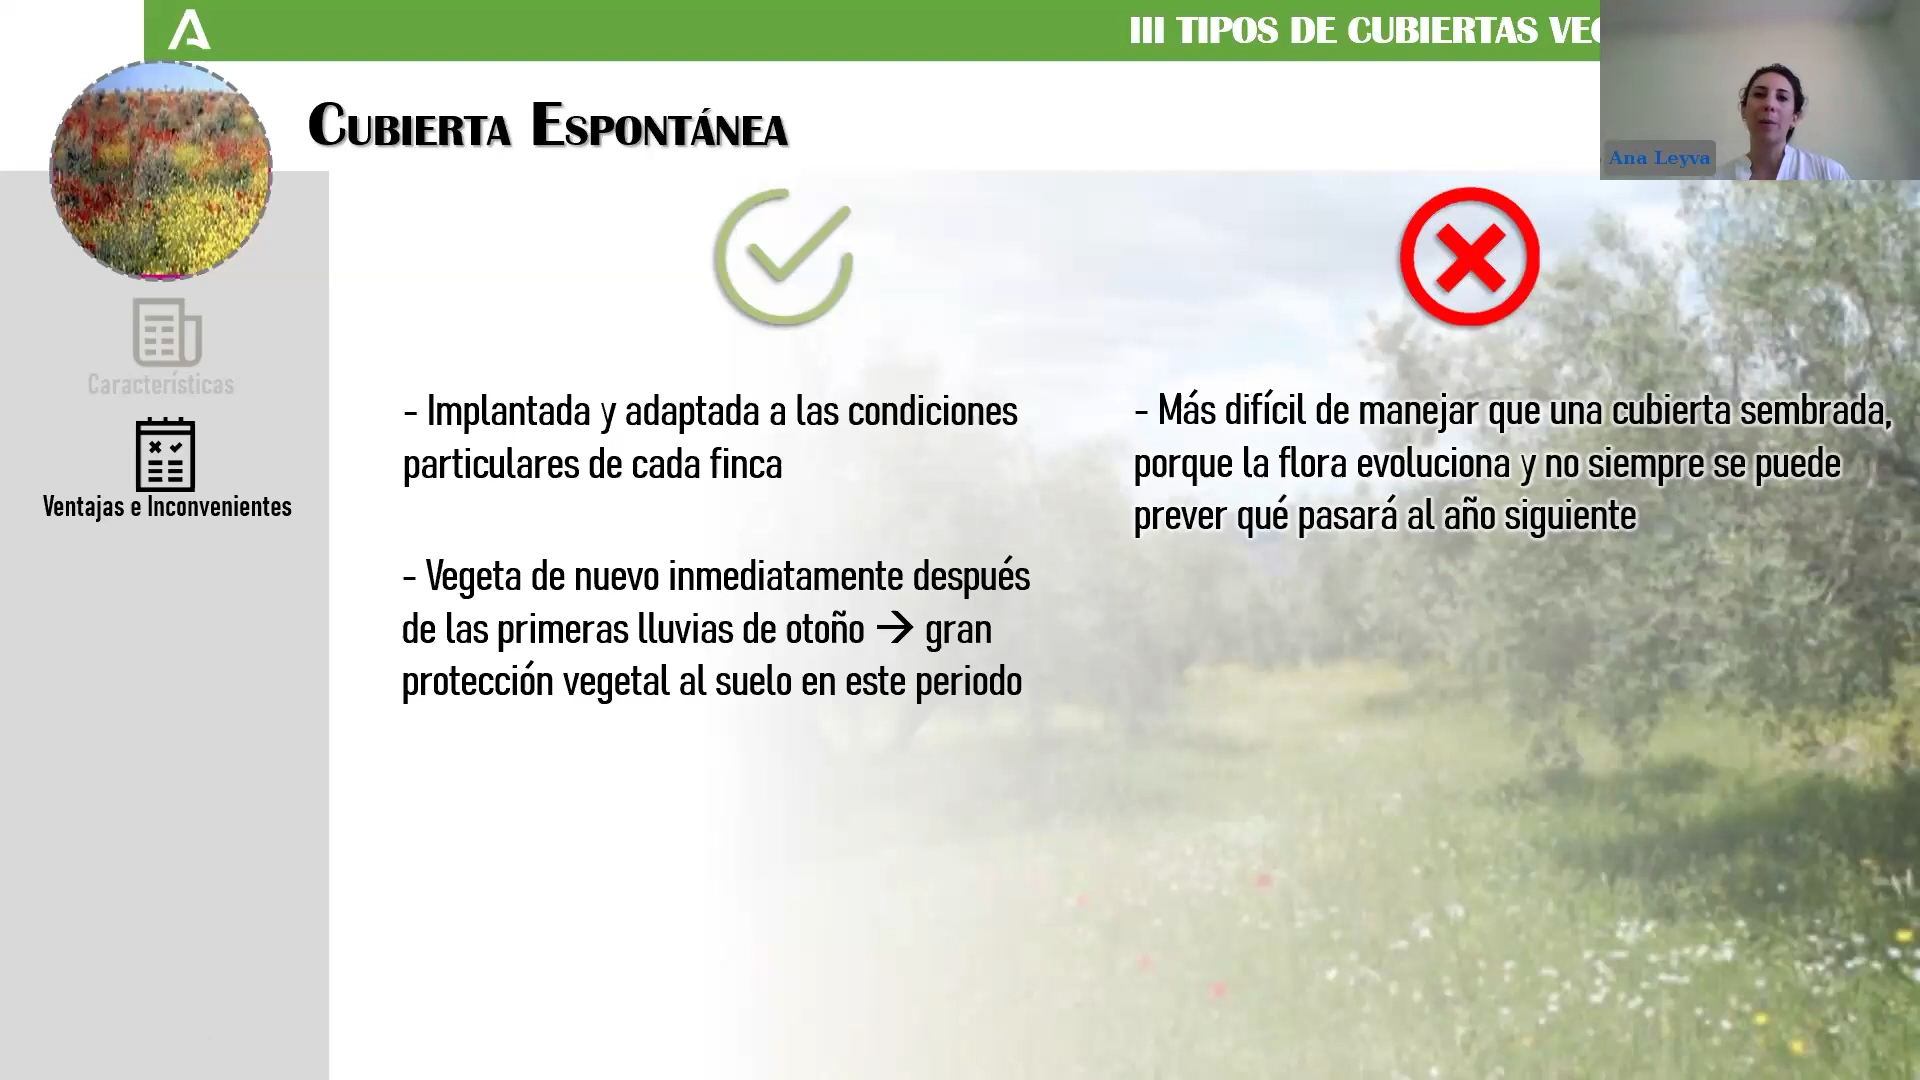 III TIPOS DE CUBIERTAS
Ana Leyva
CUBIERTA ESPONTÁNEA
Características
Ventajas e Inconvenientes
- Implantada y adaptada a las condiciones
particulares de cada finca
- Vegeta de nuevo inmediatamente después
de las primeras lluvias de otoño → gran
protección vegetal al suelo en este periodo
- Más difícil de manejar que una cubierta sembrada,
porque la flora evoluciona y no siempre se puede
prever qué pasará al año siguiente